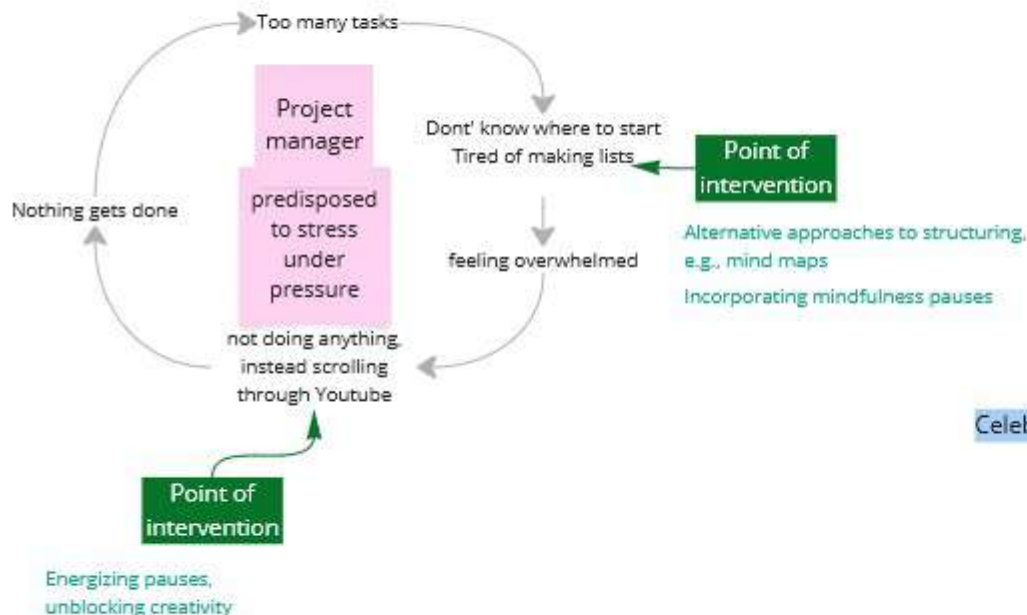 Too many tasks
Project
manager
predisposed
to stress
under
pressure
Dont' know where to start
Tired of making lists
Point of
intervention
Alternative approaches to structuring,
e.g., mind maps
Incorporating mindfulness pauses
feeling overwhelmed
not doing anything,
instead scrolling
through Youtube
Nothing gets done
Point of
intervention
Energizing pauses,
unblocking creativity
Celeb